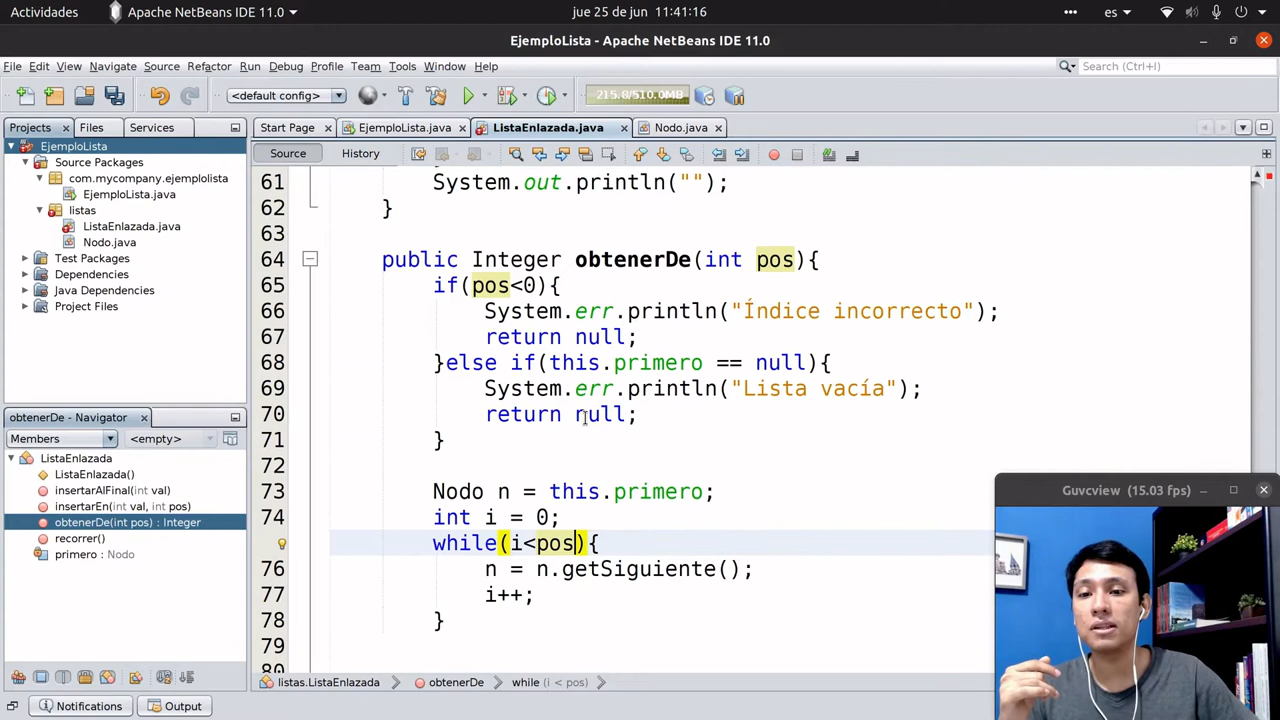 Actividades Apache NetBeans IDE 11.0 jue 25 de jun 11:41:16 es
EjemploLista - Apache NetBeans IDE 11.0
File Edit View Navigate Source Refactor Run Debug Profile Team Tools Window Help Search (Ctrl+I)
<default config> 215.8/510.0MB
Projects Files Services Start Page EjemploLista.java ListaEnlazada.java Nodo.java
EjemploLista
Source Packages
com.mycompany.ejemplolista
EjemploLista.java
listas
ListaEnlazada.java
Nodo.java
Test Packages
Dependencies
Java Dependencies
Project Files
obtenerDe - Navigator
Members <empty>
ListaEnlazada
ListaEnlazada()
insertarAlFinal(int val)
insertarEn(int val, int pos)
obtenerDe(int pos) : Integer
recorrer()
primero : Nodo
Source History
61 System.out.println("");
62 }
63
64 public Integer obtenerDe(int pos){
65 if(pos<0){
66 System.err.println("Índice incorrecto");
67 return null;
68 }else if(this.primero == null){
69 System.err.println("Lista vacía");
70 return null;
71 }
72
73 Nodo n = this.primero;
74 int i = 0;
while(i<pos){
76 n = n.getSiguiente();
77 i++;
78 }
79
80
listas.ListaEnlazada obtenerDe while (i < pos)
Notifications Output
Guvcview (15.03 fps)